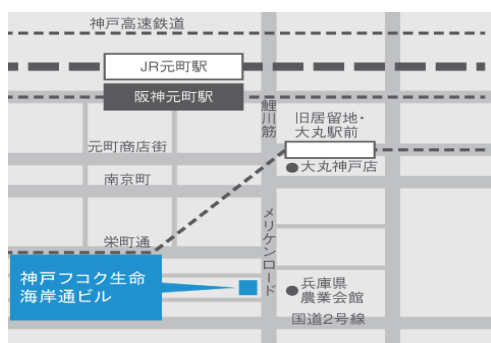 神戸高速鉄道
JR元町駅
阪神元町駅
鯉川筋
旧居留地・
大丸駅前
元町商店街
大丸神戸店
南京町
メリケンロード
栄町通
神戸フコク生命
海岸通ビル
兵庫県
農業会館
国道2号線